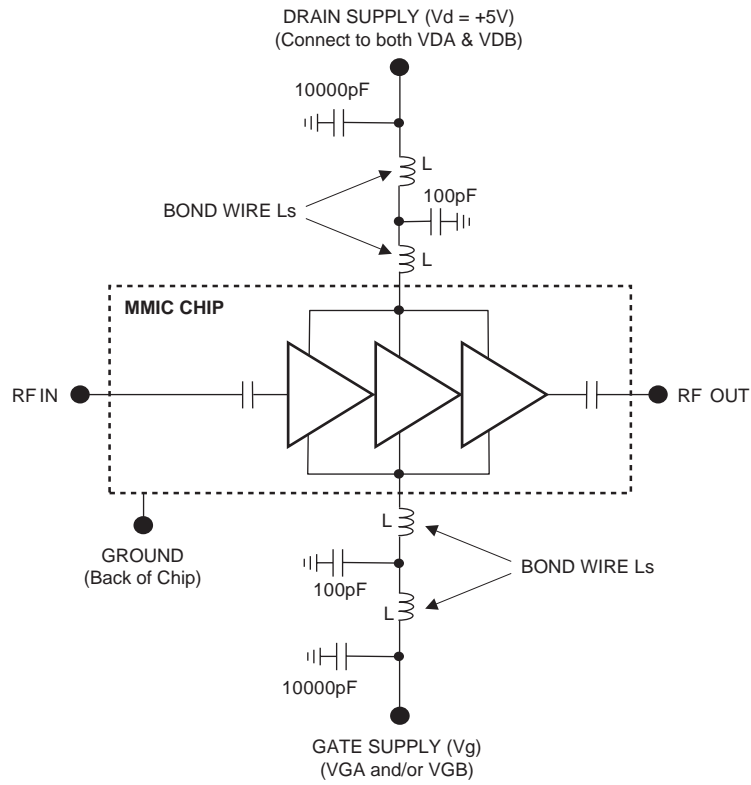 DRAIN SUPPLY (Vd = +5V)
(Connect to both VDA & VDB)
10000pF
L
100pF
BOND WIRE Ls
L
MMIC CHIP
RF IN
RF OUT
L
GROUND
(Back of Chip)
BOND WIRE Ls
100pF
L
10000pF
GATE SUPPLY (Vg)
(VGA and/or VGB)